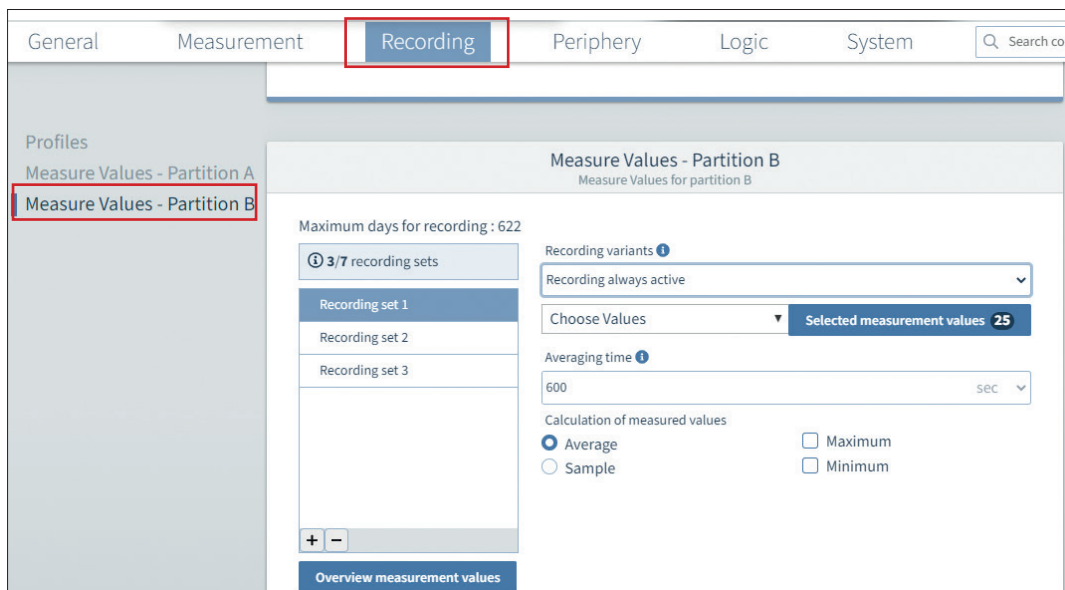 General Measurement Recording Periphery Logic System Search co
Profiles
Measure Values - Partition A
Measure Values - Partition B
Measure Values - Partition B
Measure Values for partition B
Maximum days for recording : 622
3/7 recording sets
Recording set 1
Recording set 2
Recording set 3
+ −
Overview measurement values
Recording variants
Recording always active
Choose Values
Selected measurement values 25
Averaging time
600 sec
Calculation of measured values
Average
Maximum
Sample
Minimum